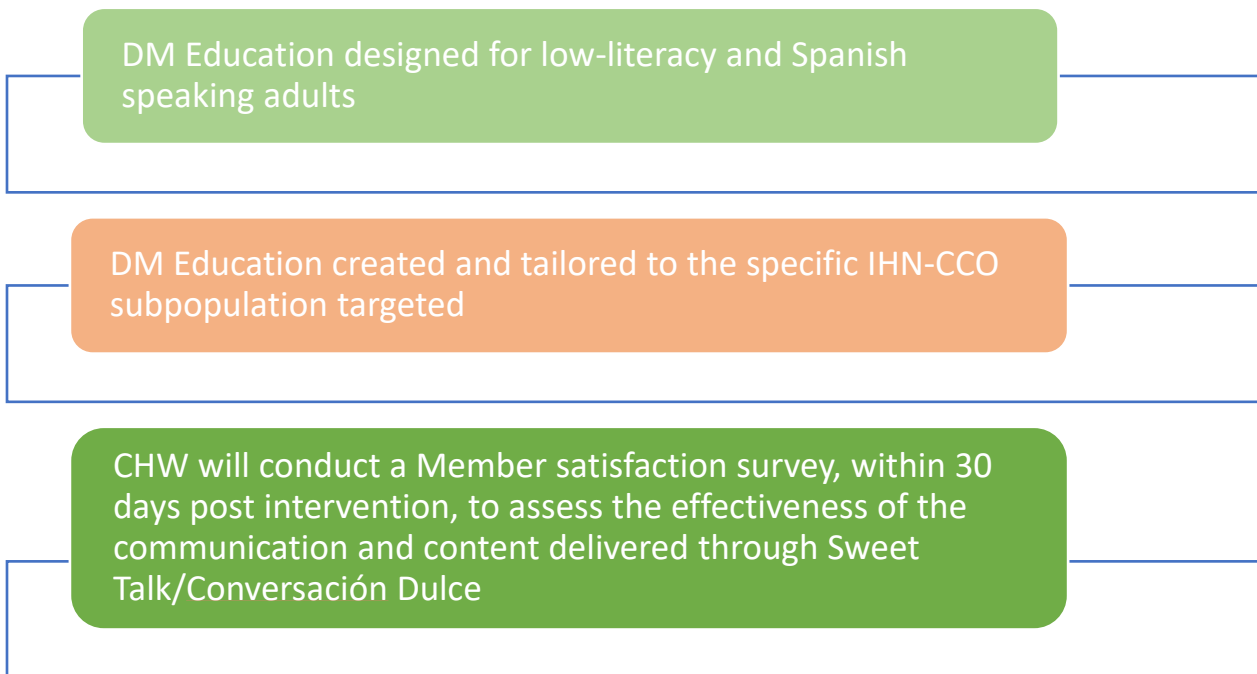 DM Education designed for low-literacy and Spanish
speaking adults
DM Education created and tailored to the specific IHN-CCO
subpopulation targeted
CHW will conduct a Member satisfaction survey, within 30
days post intervention, to assess the effectiveness of the
communication and content delivered through Sweet
Talk/Conversación Dulce